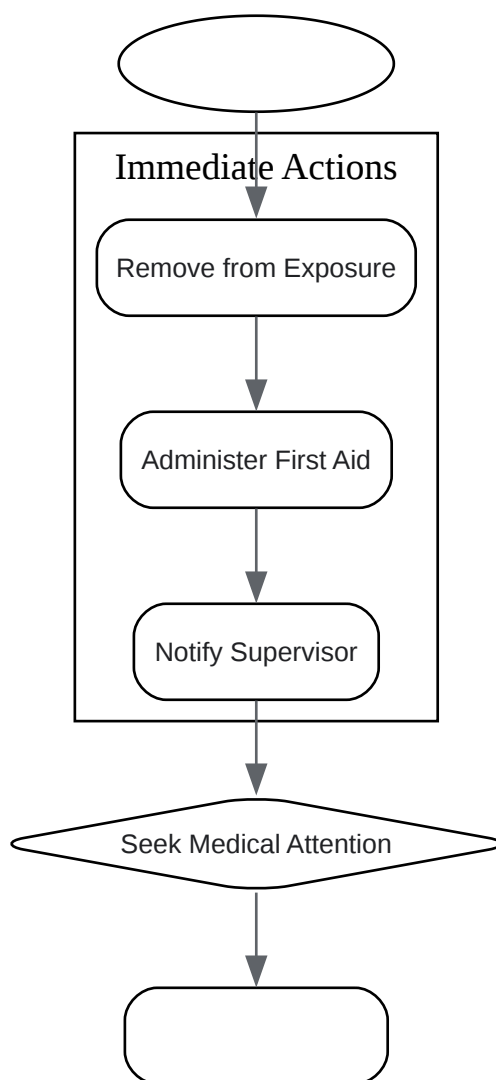 Immediate Actions
Remove from Exposure
Administer First Aid
Notify Supervisor
Seek Medical Attention